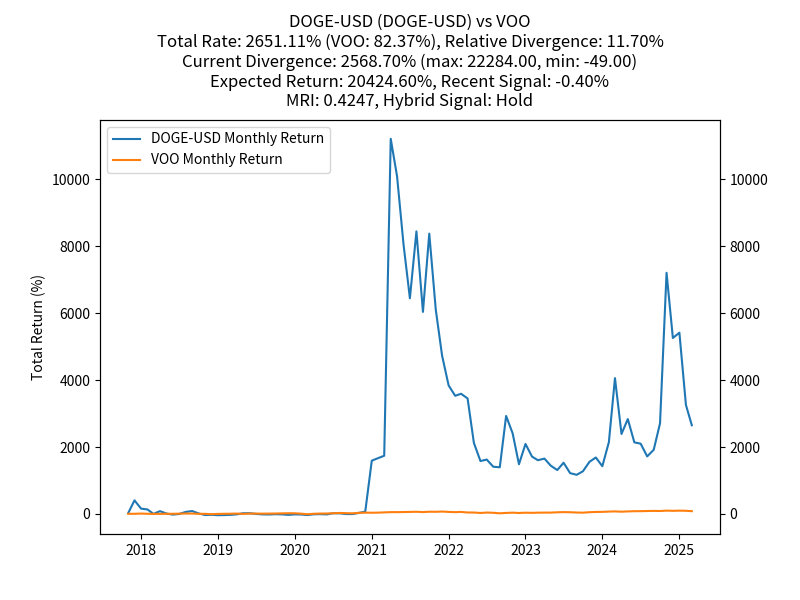 DOGE-USD (DOGE-USD) vs VOO
Total Rate: 2651.11% (VOO: 82.37%), Relative Divergence: 11.70%
Current Divergence: 2568.70% (max: 22284.00, min: -49.00)
Expected Return: 20424.60%, Recent Signal: -0.40%
MRI: 0.4247, Hybrid Signal: Hold
DOGE-USD Monthly Return
VOO Monthly Return
Total Return (%)
10000
8000
6000
4000
2000
0
10000
8000
6000
4000
2000
0
2018 2019 2020 2021 2022 2023 2024 2025